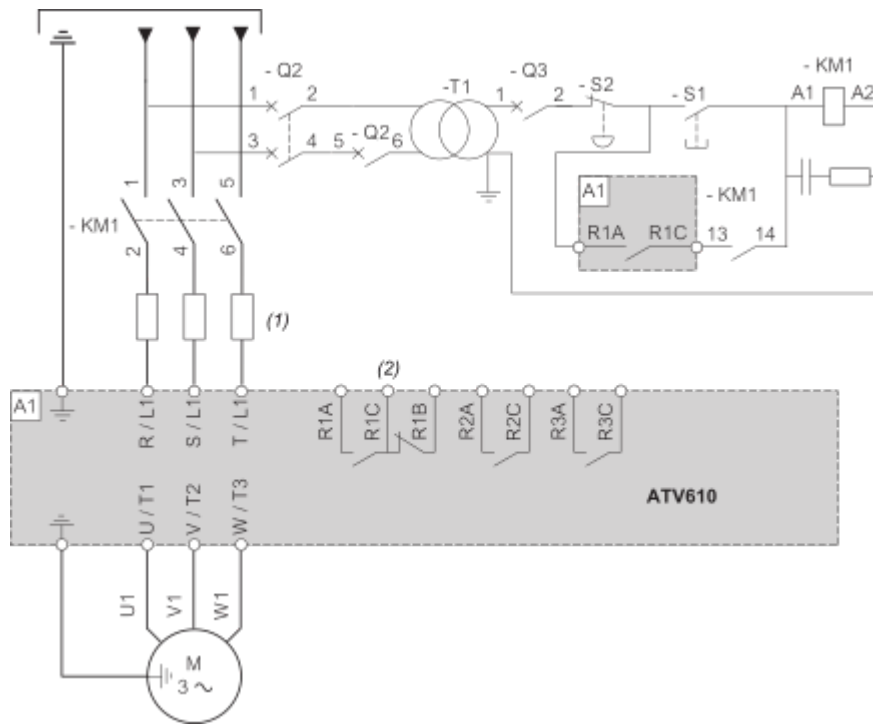 - Q2
-T1
- Q3
- S2
- S1
- KM1
1
2
1
2
A1
A2
3
4
5
- Q2
6
1
3
5
- KM1
2
4
6
A1
- KM1
R1A
R1C
13
14
(1)
(2)
A1
R / L1
S / L1
T / L1
R1A
R1C
R1B
R2A
R2C
R3A
R3C
ATV610
U / T1
V / T2
W / T3
U1
V1
W1
M
3 ~